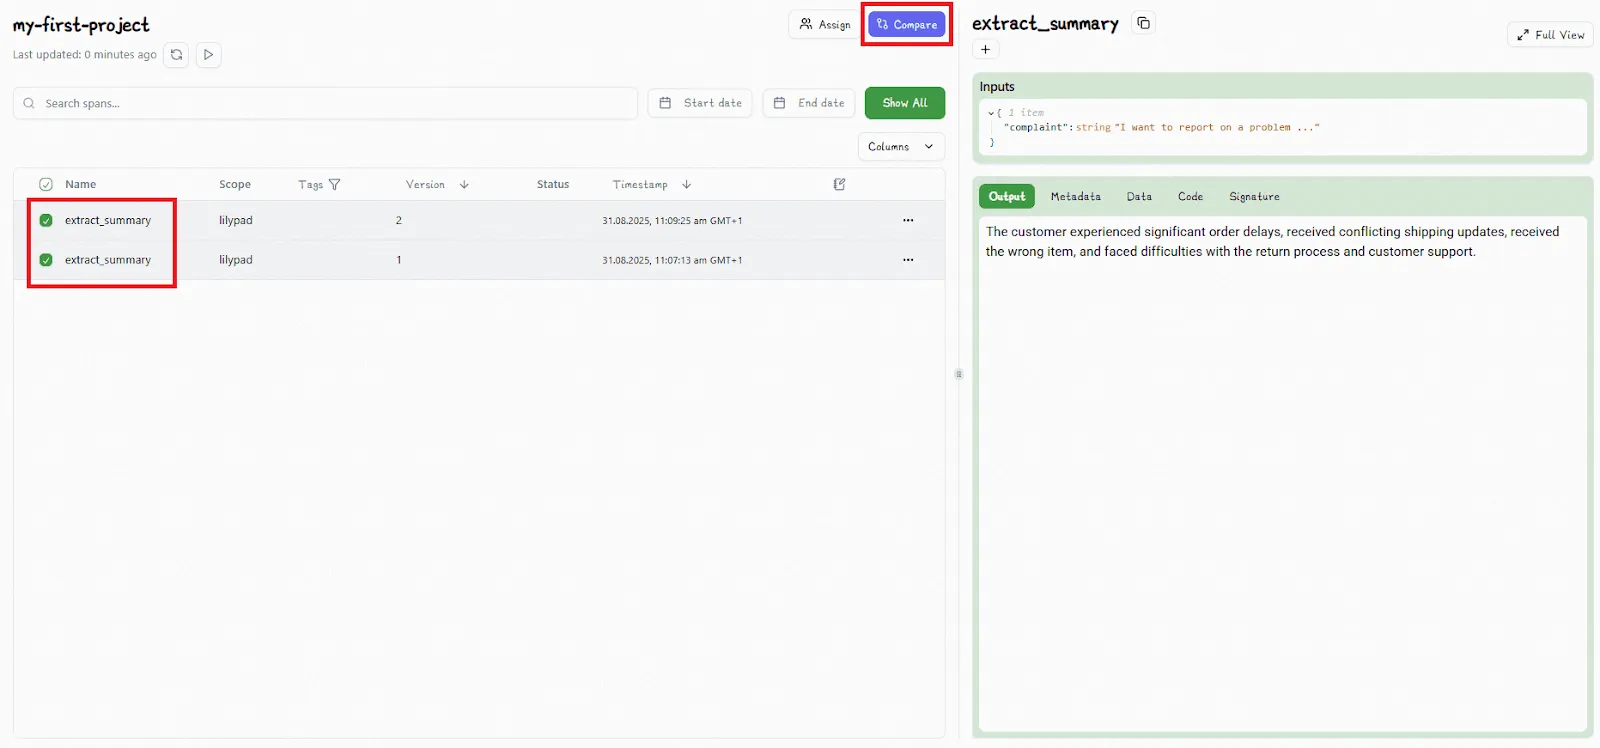 my-first-project
Assign
Compare
Last updated: 0 minutes ago
Search spans...
Start date
End date
Show All
Columns
Name Scope Tags Version Status Timestamp
extract_summary lilypad 2 31.08.2025, 11:09:25 am GMT+1 ...
extract_summary lilypad 1 31.08.2025, 11:07:13 am GMT+1 ...
extract_summary
Full View
+
Inputs
{ 1 item
"complaint": string "I want to report on a problem ..."
}
Output Metadata Data Code Signature
The customer experienced significant order delays, received conflicting shipping updates, received
the wrong item, and faced difficulties with the return process and customer support.